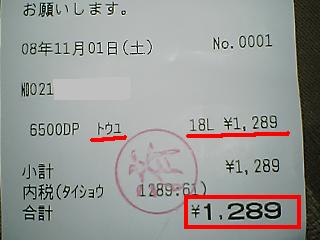 お願いします。
08年11月01日(土) No.0001
№021
6500DP トウユ 18L ¥1,289
小計 ¥1,289
内税(タイショウ 1289.61)
合計 ¥1,289